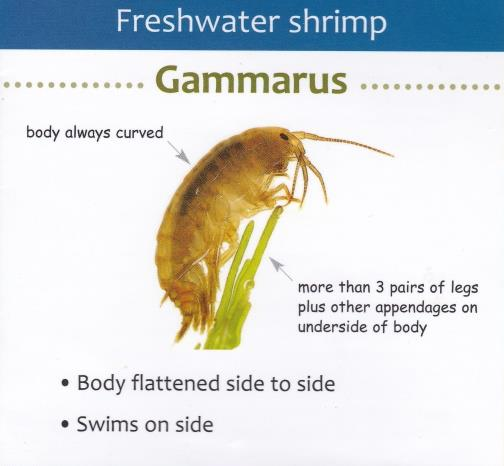 Freshwater shrimp
Gammarus
body always curved
more than 3 pairs of legs
plus other appendages on
underside of body
• Body flattened side to side
• Swims on side